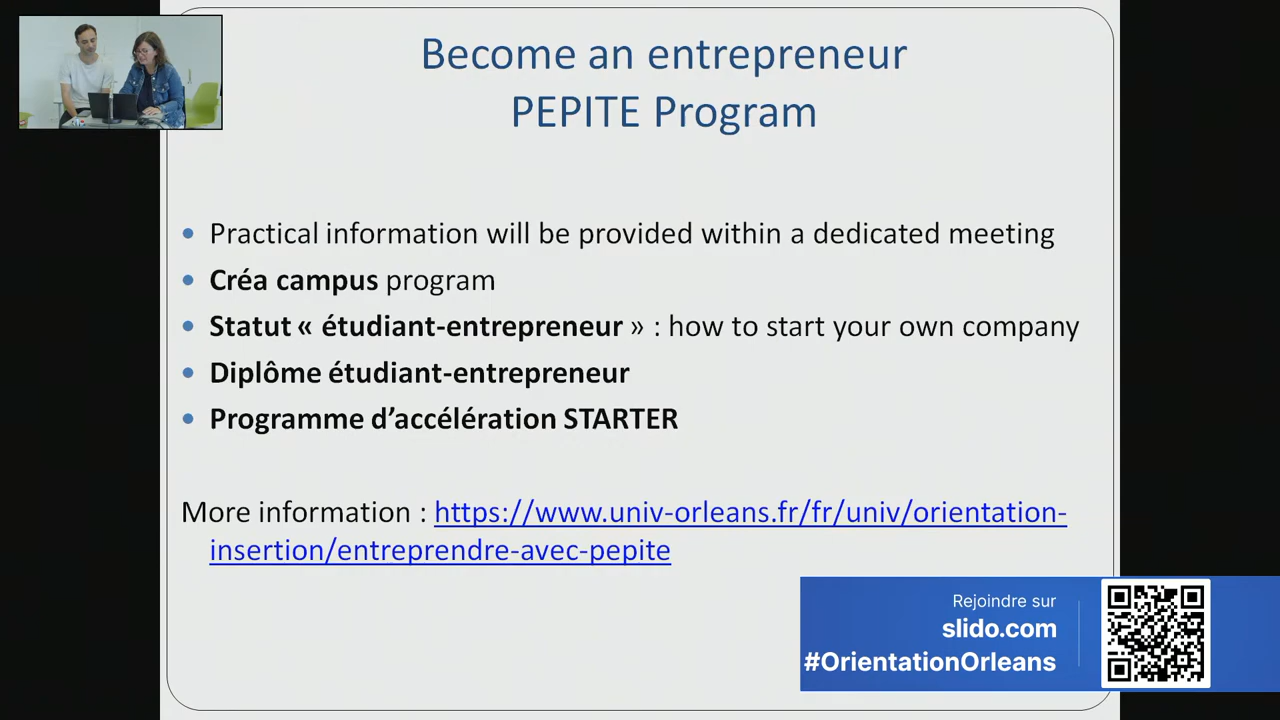 Become an entrepreneur
PEPITE Program
• Practical information will be provided within a dedicated meeting
• Créa campus program
• Statut « étudiant-entrepreneur » : how to start your own company
• Diplôme étudiant-entrepreneur
• Programme d’accélération STARTER
More information : https://www.univ-orleans.fr/fr/univ/orientation-
insertion/entreprendre-avec-pepite
Rejoindre sur
slido.com
#OrientationOrleans